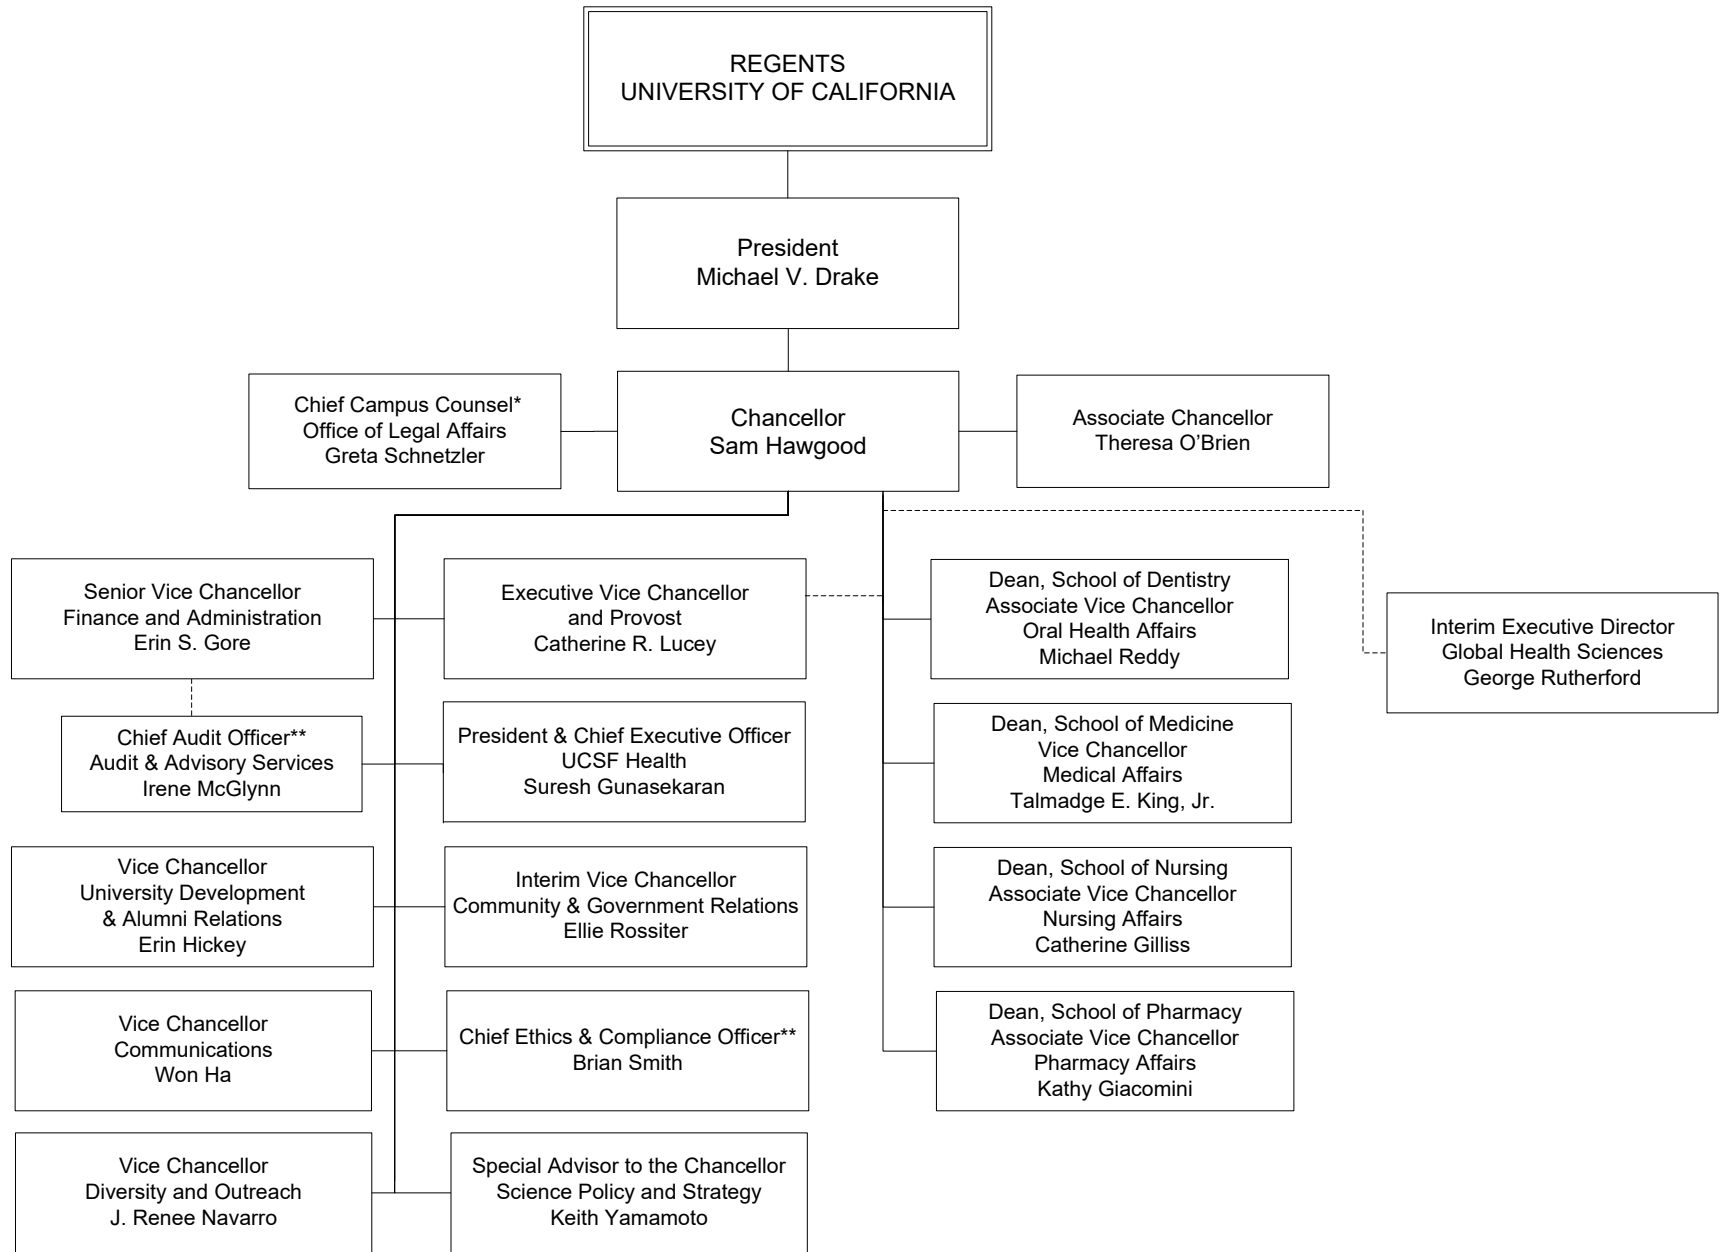 REGENTS
UNIVERSITY OF CALIFORNIA
President
Michael V. Drake
Chief Campus Counsel*
Office of Legal Affairs
Greta Schnetzler
Chancellor
Sam Hawgood
Associate Chancellor
Theresa O’Brien
Senior Vice Chancellor
Finance and Administration
Erin S. Gore
Executive Vice Chancellor
and Provost
Catherine R. Lucey
Dean, School of Dentistry
Associate Vice Chancellor
Oral Health Affairs
Michael Reddy
Interim Executive Director
Global Health Sciences
George Rutherford
Chief Audit Officer**
Audit & Advisory Services
Irene McGlynn
President & Chief Executive Officer
UCSF Health
Suresh Gunasekaran
Dean, School of Medicine
Vice Chancellor
Medical Affairs
Talmadge E. King, Jr.
Vice Chancellor
University Development
& Alumni Relations
Erin Hickey
Interim Vice Chancellor
Community & Government Relations
Ellie Rossiter
Dean, School of Nursing
Associate Vice Chancellor
Nursing Affairs
Catherine Gilliss
Vice Chancellor
Communications
Won Ha
Chief Ethics & Compliance Officer**
Brian Smith
Dean, School of Pharmacy
Associate Vice Chancellor
Pharmacy Affairs
Kathy Giacomini
Vice Chancellor
Diversity and Outreach
J. Renee Navarro
Special Advisor to the Chancellor
Science Policy and Strategy
Keith Yamamoto